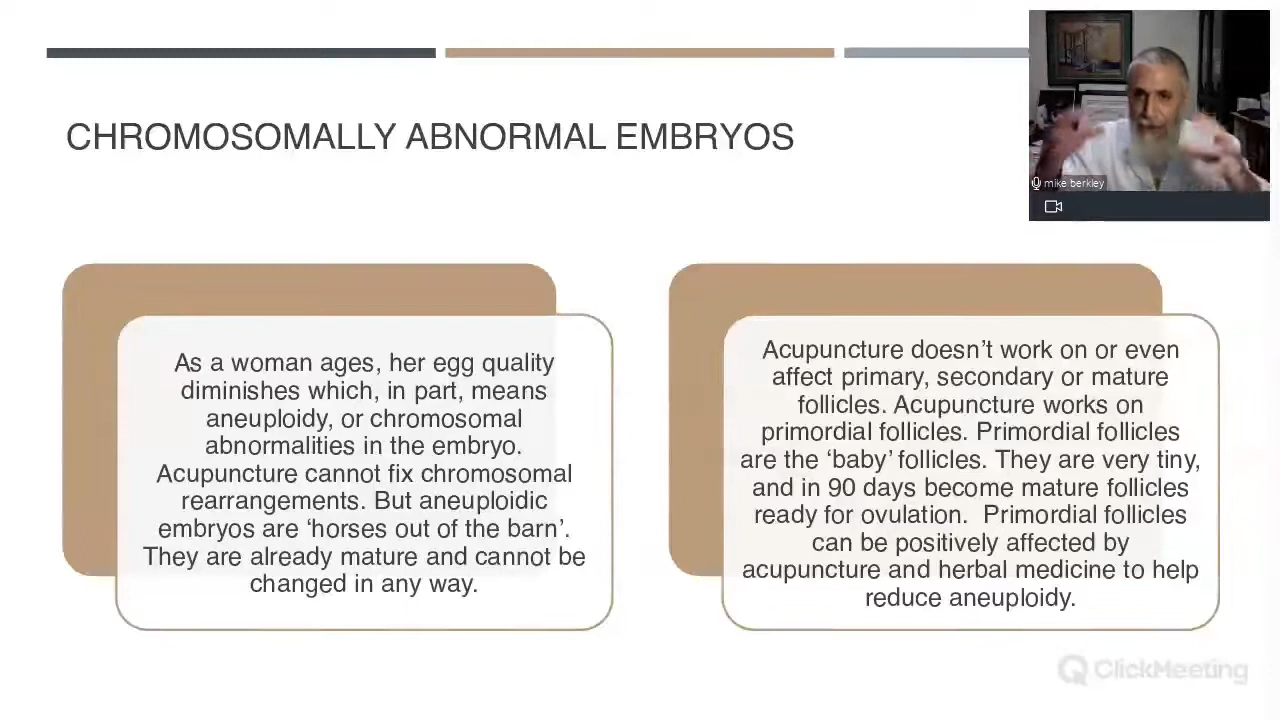 CHROMOSOMALLY ABNORMAL EMBRYOS
mike berkley
As a woman ages, her egg quality
diminishes which, in part, means
aneuploidy, or chromosomal
abnormalities in the embryo.
Acupuncture cannot fix chromosomal
rearrangements. But aneuploidic
embryos are ‘horses out of the barn’.
They are already mature and cannot be
changed in any way.
Acupuncture doesn’t work on or even
affect primary, secondary or mature
follicles. Acupuncture works on
primordial follicles. Primordial follicles
are the ‘baby’ follicles. They are very tiny,
and in 90 days become mature follicles
ready for ovulation.  Primordial follicles
can be positively affected by
acupuncture and herbal medicine to help
reduce aneuploidy.
ClickMeeting